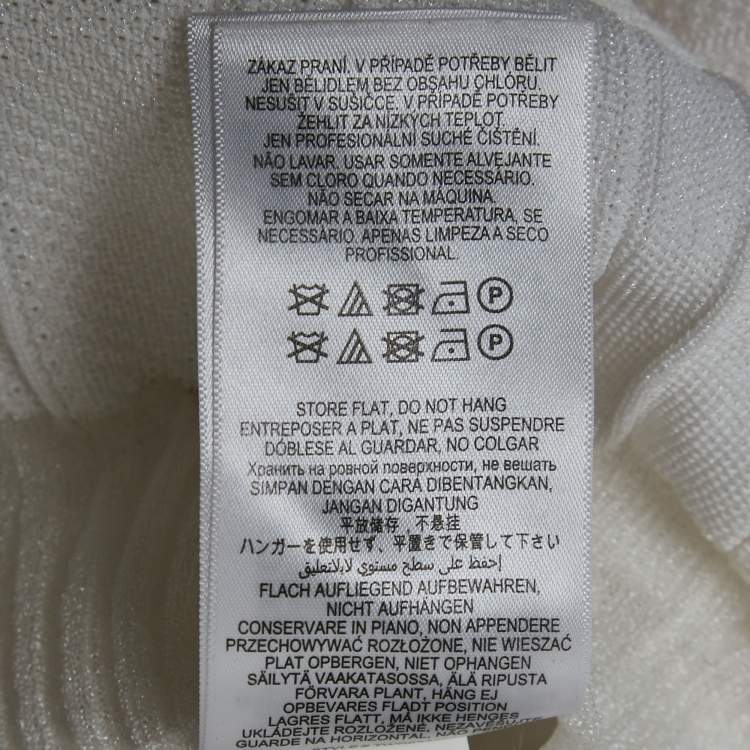 ZÁKAZ PRANÍ. V PŘÍPADĚ POTŘEBY BĚLIT
JEN BĚLIDLEM BEZ OBSAHU CHLÓRU.
NESUŠIT V SUŠIČCE. V PŘÍPADĚ POTŘEBY
ŽEHLIT ZA NÍZKÝCH TEPLOT.
JEN PROFESIONÁLNÍ SUCHÉ ČIŠTĚNÍ.
NÃO LAVAR. USAR SOMENTE ALVEJANTE
SEM CLORO QUANDO NECESSÁRIO.
NÃO SECAR NA MÁQUINA.
ENGOMAR A BAIXA TEMPERATURA, SE
NECESSÁRIO. APENAS LIMPEZA A SECO
PROFISSIONAL.
P
P
STORE FLAT, DO NOT HANG
ENTREPOSER A PLAT, NE PAS SUSPENDRE
DÓBLESE AL GUARDAR, NO COLGAR
Хранить на ровной поверхности, не вешать
SIMPAN DENGAN CARA DIBENTANGKAN,
JANGAN DIGANTUNG
平放储存，不悬挂
ハンガーを使用せず、平置きで保管して下さい
إحفظ على سطح مستوي لابلاتعليق
FLACH AUFLIEGEND AUFBEWAHREN,
NICHT AUFHÄNGEN
CONSERVARE IN PIANO, NON APPENDERE
PRZECHOWYWAĆ ROZŁOŻONE, NIE WIESZAĆ
PLAT OPBERGEN, NIET OPHANGEN
SÄILYTÄ VAAKATASOSSA, ÄLÄ RIPUSTA
FÖRVARA PLANT, HÄNG EJ
OPBEVARES FLADT POSITION
LAGRES FLATT, MÅ IKKE HENGES
UKLÁDEJTE ROZLOŽENÉ, NEVĚŠET
GUARDE NA HORIZONTAL, NÃO PENDURE